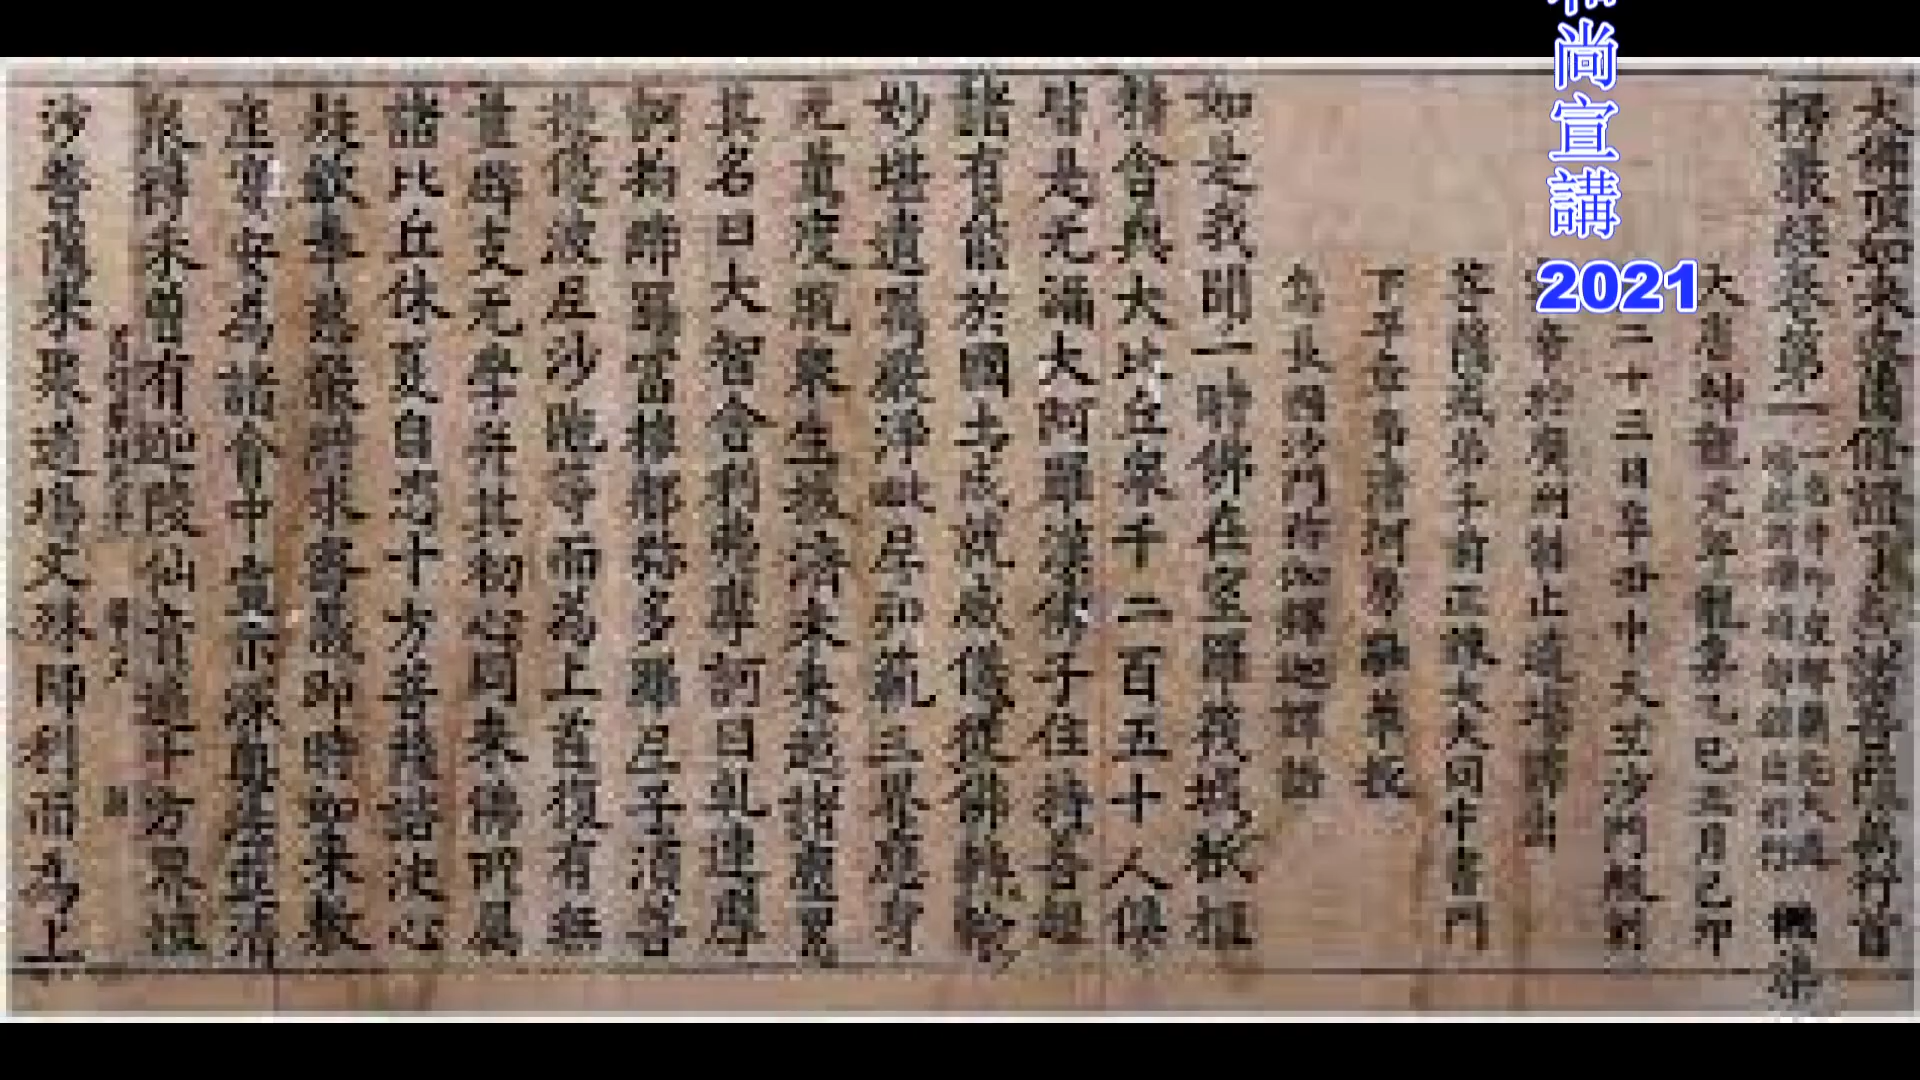 尚宣講
2021
大佛頂如來密因修證了義諸菩薩萬行首
楞嚴經卷第一
大唐神龍元年龍集乙巳五月己卯
二十三日辛丑中天竺沙門般剌
帝於廣州制止道場譯出
菩薩戒弟子前正議大夫同中書門
下平章事清河房融筆授
烏長國沙門彌伽釋迦譯語
如是我聞一時佛在室羅筏城祇桓
精舍與大比丘眾千二百五十人俱
皆是无漏大阿羅漢佛子住持善超
諸有能於國土成就威儀從佛轉輪
妙堪遺囑嚴淨毗尼弘範三界應身
无量度脫眾生拔濟未來越諸塵累
其名曰大智舍利弗摩訶目乹連摩
訶拘絺羅富樓那彌多羅尼子須菩
提優波尼沙陁等而為上首復有無
量辟支无學并其初心同來佛所屬
諸比丘休夏自恣十方菩薩諮決心
疑欽奉慈嚴將求密義即時如來敷
座宴安為諸會中宣示深奧法筵清
眾得未曾有迦陵仙音遍十方界恒
沙菩薩來聚道場文殊師利而為上